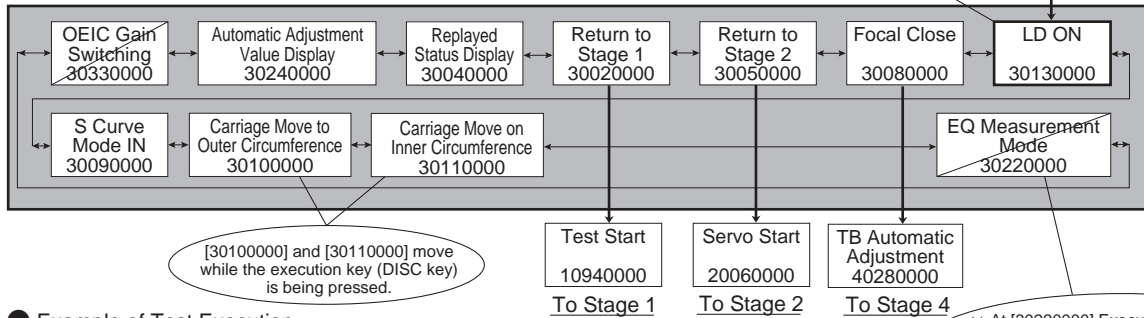 OEIC Gain
Switching
30330000
Automatic Adjustment
Value Display
30240000
Replayed
Status Display
30040000
Return to
Stage 1
30020000
Return to
Stage 2
30050000
Focal Close
30080000
LD ON
30130000
S Curve
Mode IN
30090000
Carriage Move to
Outer Circumference
30100000
Carriage Move on
Inner Circumference
30110000
EQ Measurement
Mode
30220000
[30100000] and [30110000] move
while the execution key (DISC key)
is being pressed.
Test Start
10940000
To Stage 1
Servo Start
20060000
To Stage 2
TB Automatic
Adjustment
40280000
To Stage 4